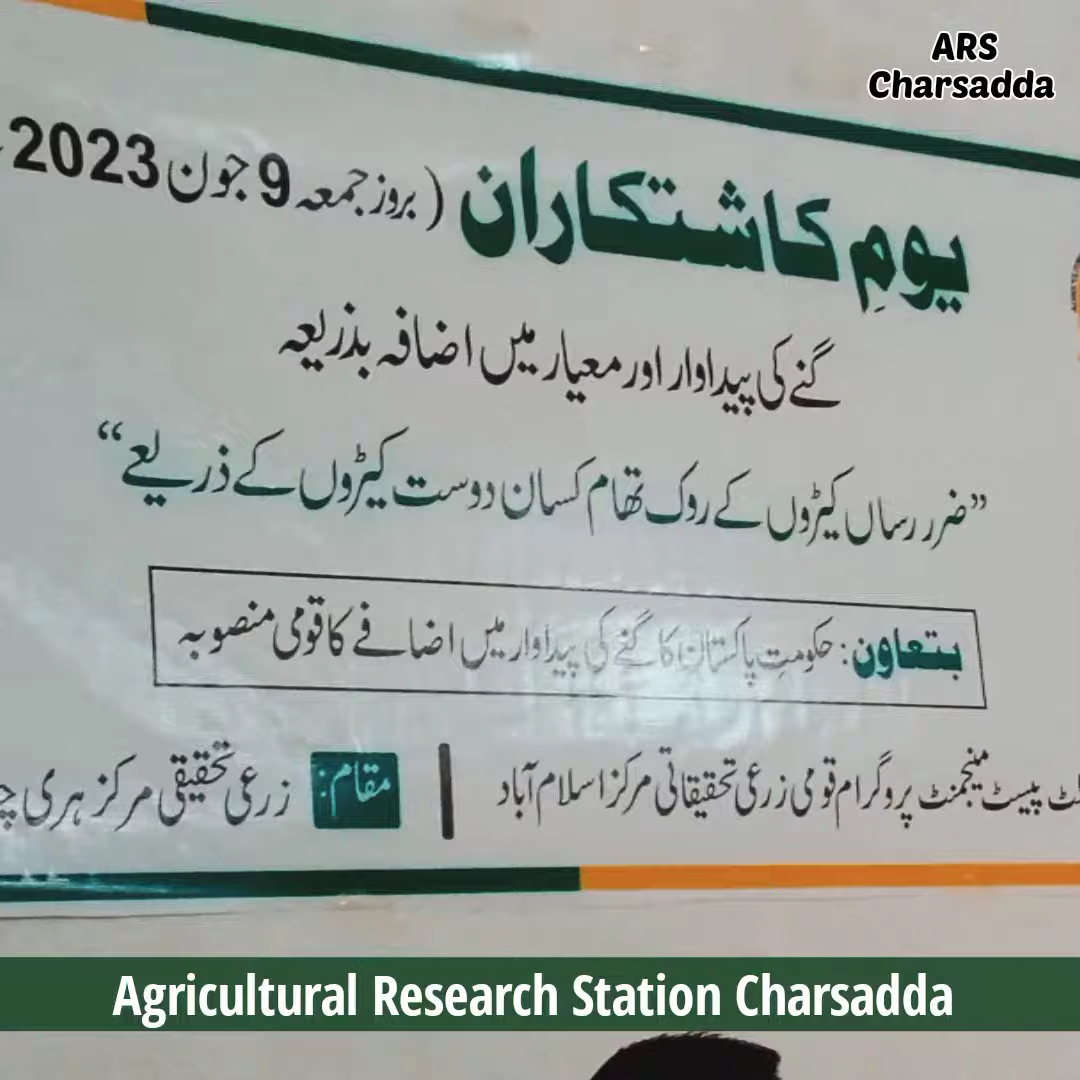 ARS
Charsadda
یومِ کاشتکاران (بروز جمعہ 9 جون 2023
گنے کی پیداوار اور معیار میں اضافہ بذریعہ
”ضرر رساں کیڑوں کے روک تھام کسان دوست کیڑوں کے ذریعے“
بتعاون: حکومتِ پاکستان کا گنے کی پیداوار میں اضافے کا قومی منصوبہ
پیسٹ مینجمنٹ پروگرام قومی زرعی تحقیقاتی مرکز اسلام آباد | مقام: زرعی تحقیقی مرکز ہری
Agricultural Research Station Charsadda